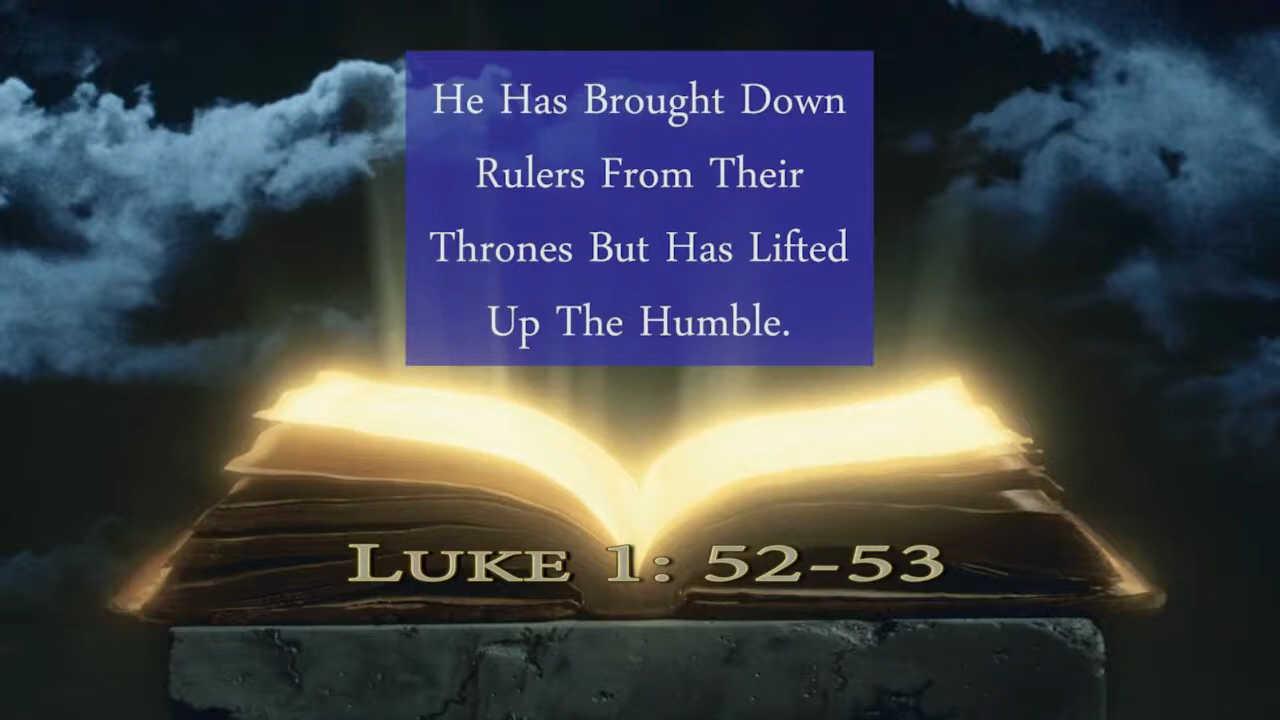 He Has Brought Down
Rulers From Their
Thrones But Has Lifted
Up The Humble.
LUKE 1: 52-53